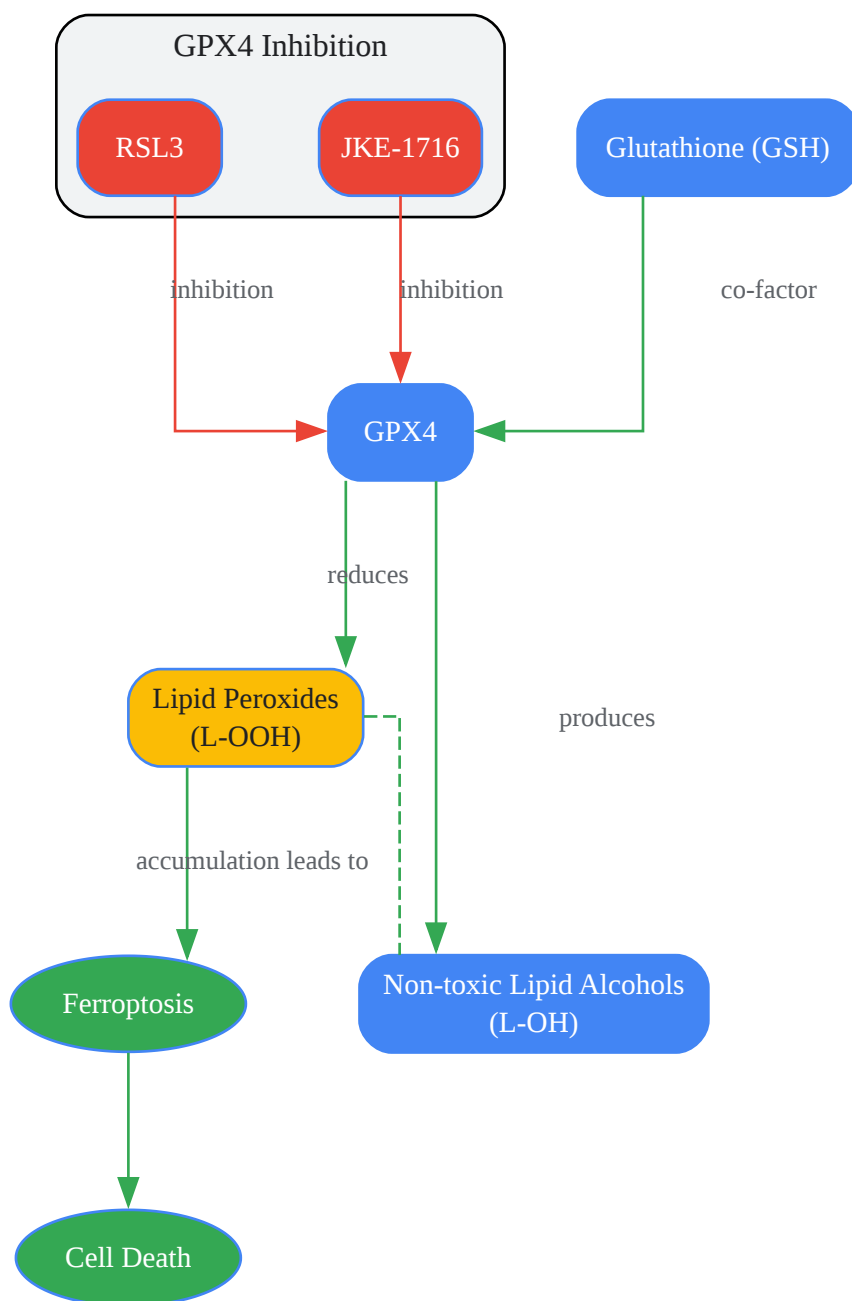 GPX4 Inhibition
RSL3
JKE-1716
Glutathione (GSH)
inhibition
inhibition
co-factor
GPX4
reduces
Lipid Peroxides
(L-OOH)
produces
accumulation leads to
Ferroptosis
Non-toxic Lipid Alcohols
(L-OH)
Cell Death